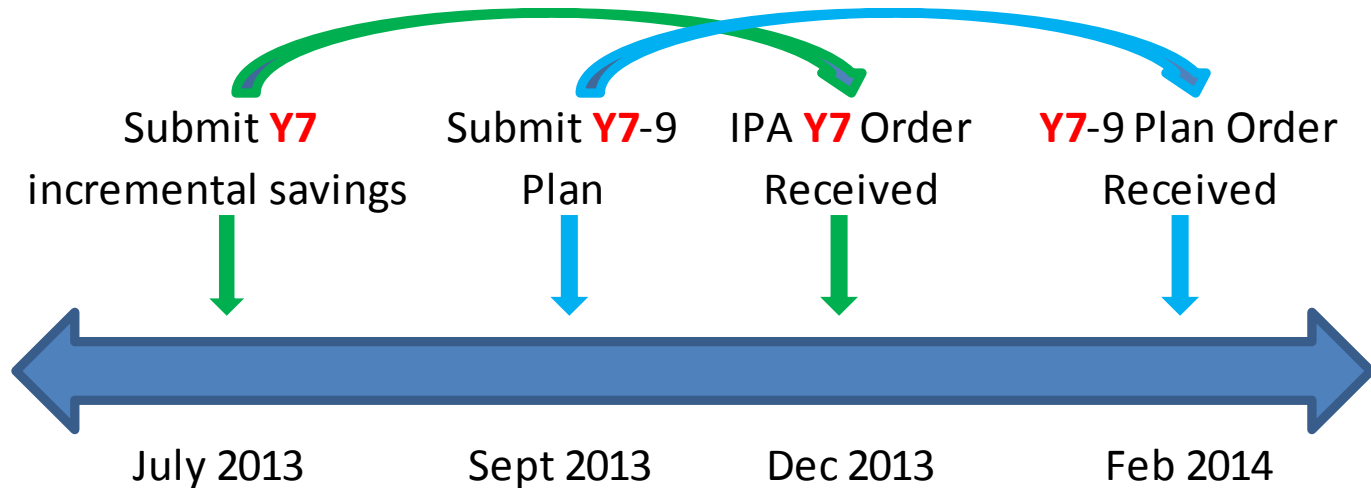 Submit Y7
incremental savings
Submit Y7-9
Plan
IPA Y7 Order
Received
Y7-9 Plan Order
Received
July 2013
Sept 2013
Dec 2013
Feb 2014